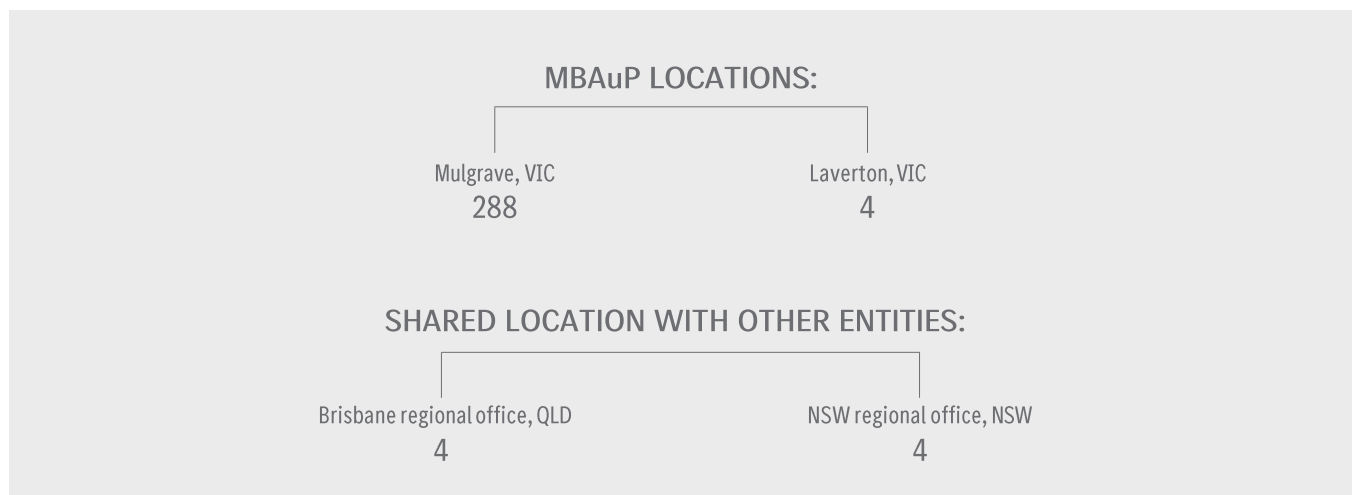 MBAuP LOCATIONS:
Mulgrave, VIC
288
Laverton, VIC
4
SHARED LOCATION WITH OTHER ENTITIES:
Brisbane regional office, QLD
4
NSW regional office, NSW
4